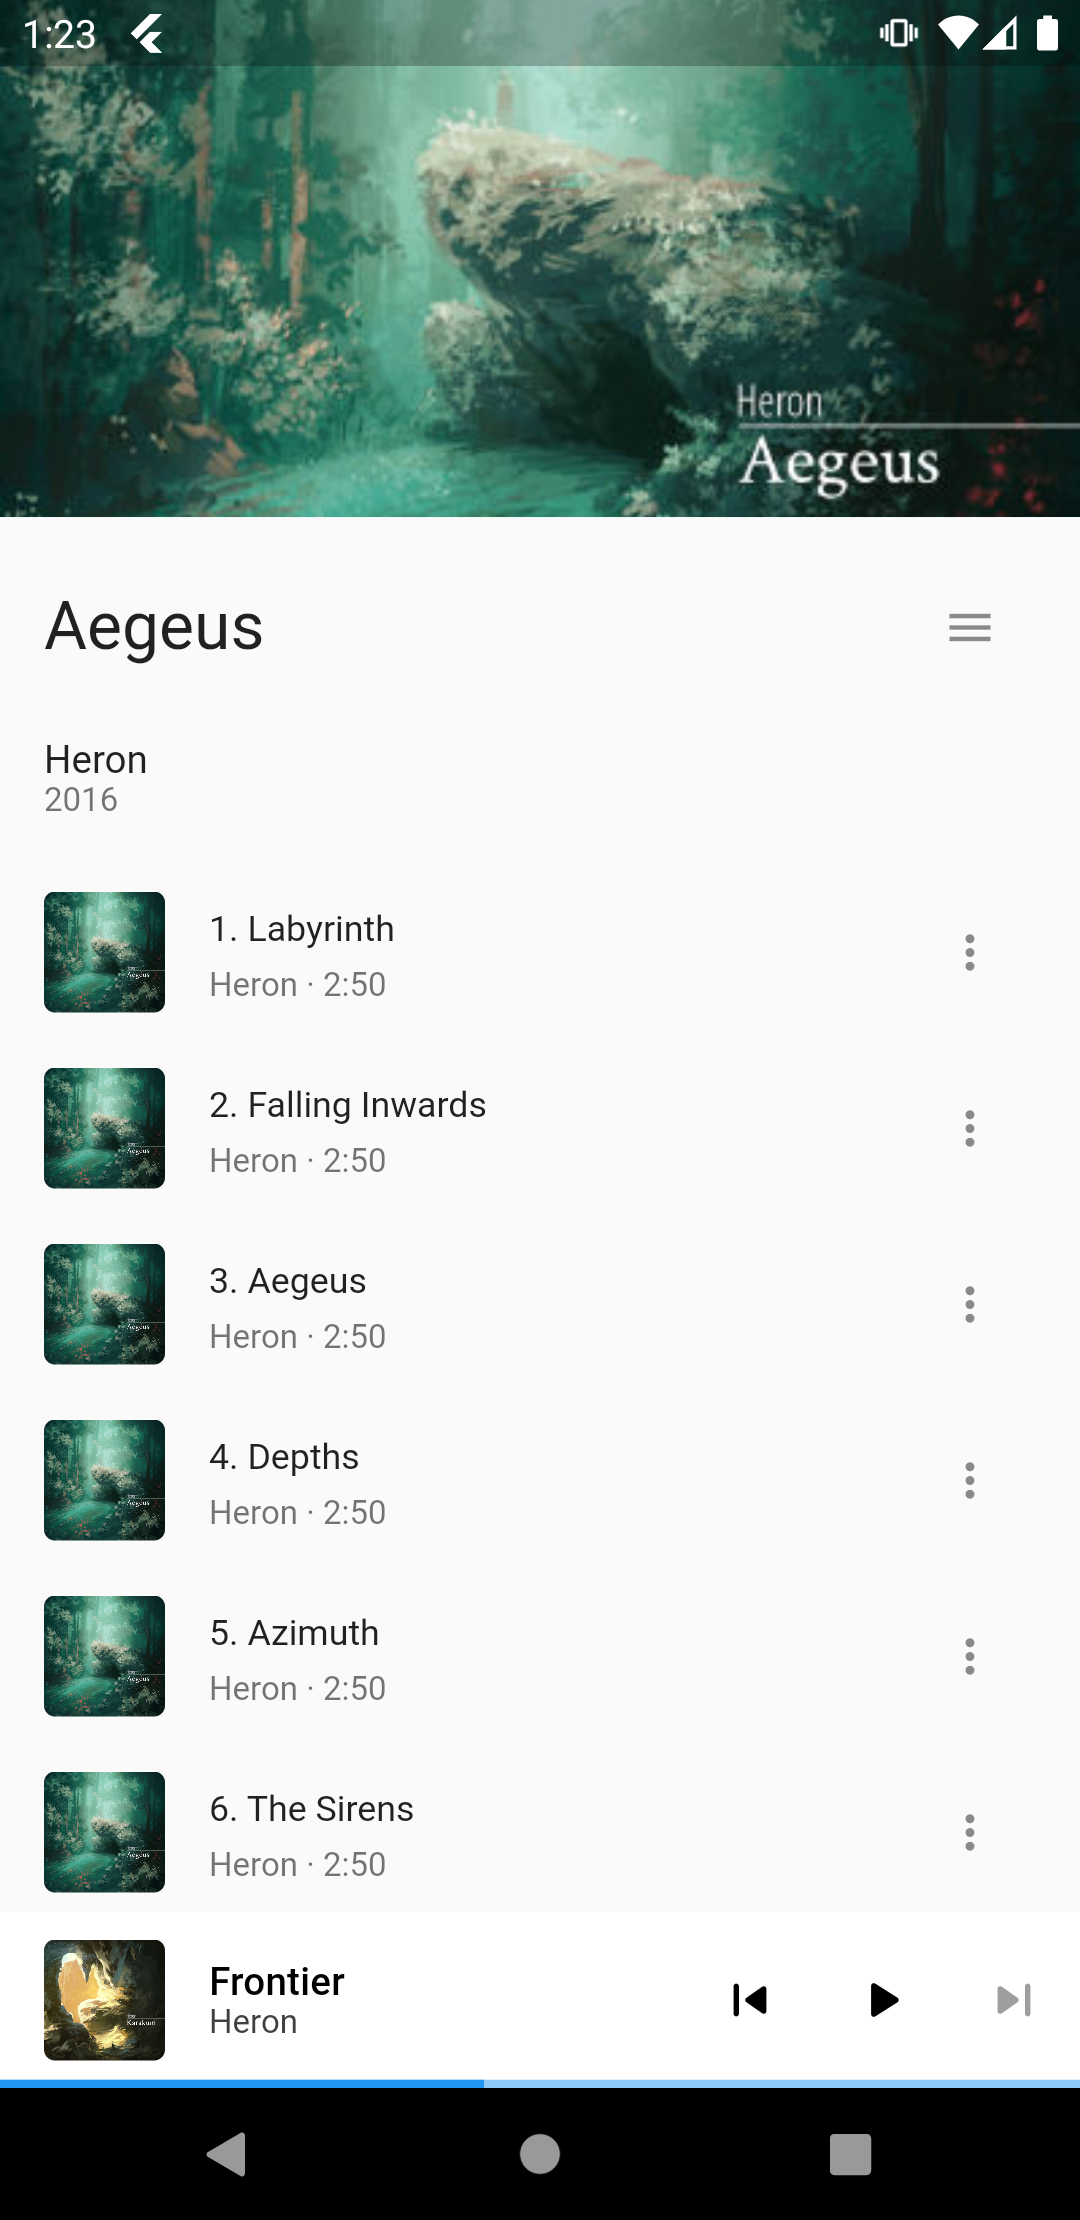 1:23
Heron
Aegeus
Aegeus
Heron
2016
1. Labyrinth
Heron · 2:50
2. Falling Inwards
Heron · 2:50
3. Aegeus
Heron · 2:50
4. Depths
Heron · 2:50
5. Azimuth
Heron · 2:50
6. The Sirens
Heron · 2:50
Frontier
Heron
Karakum